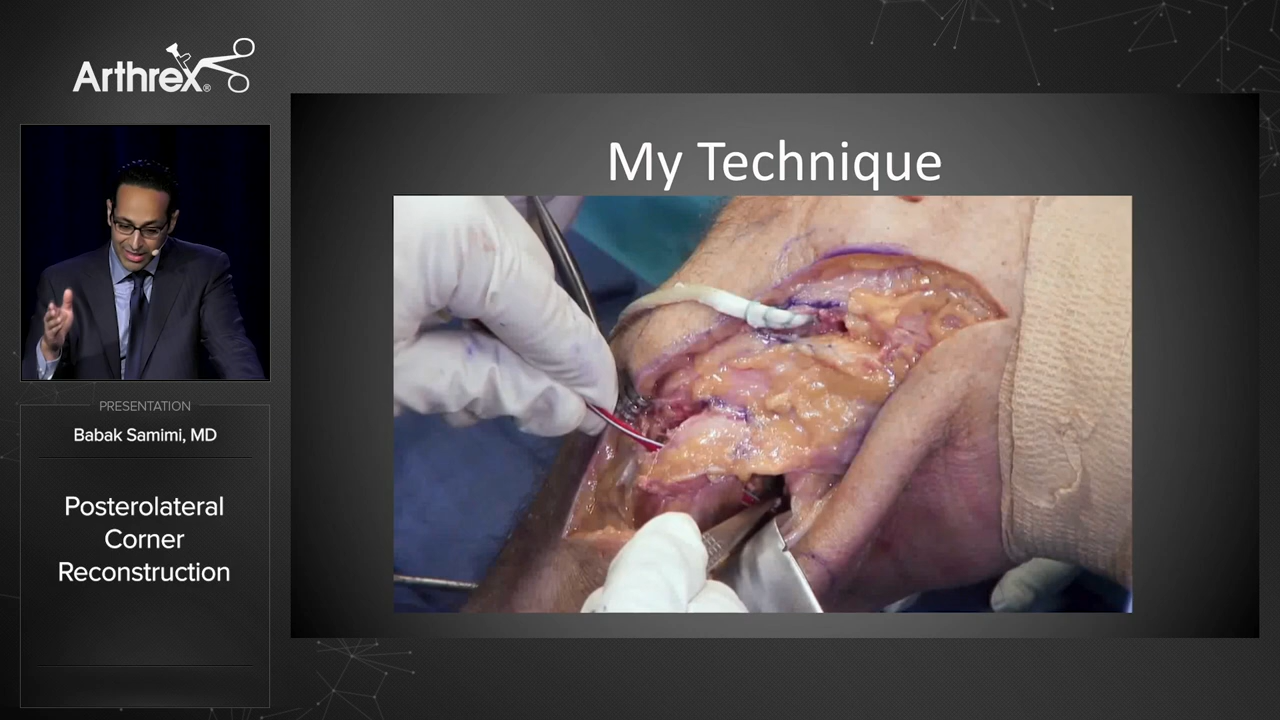 Arthrex®
My Technique
PRESENTATION
Babak Samimi, MD
Posterolateral
Corner
Reconstruction